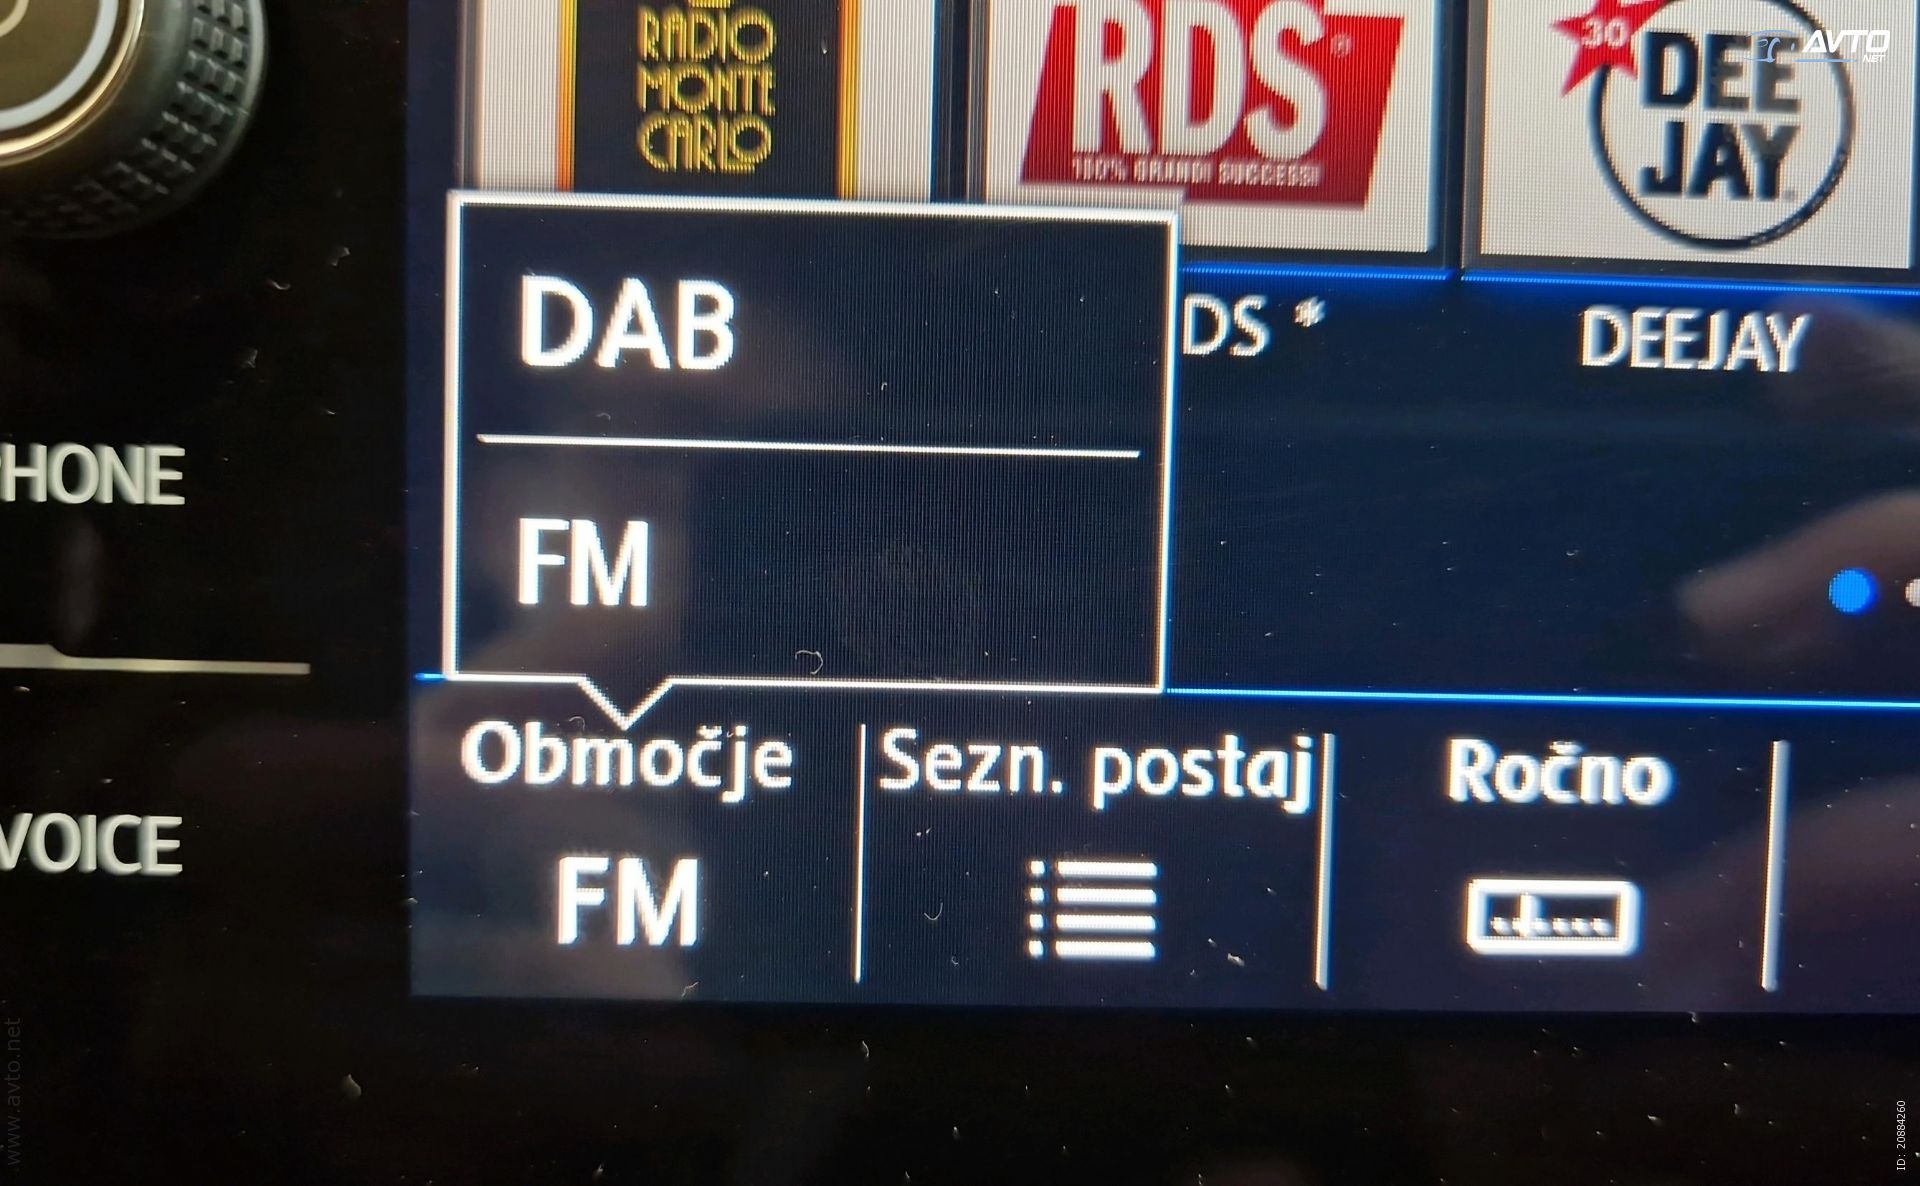 RADIO
MONTE
CARLO
RDS®
100% GRANDI SUCCESSI
30
DEE
JAY
AVTO
NET
DAB
DS *
DEEJAY
FM
HONE
VOICE
Območje
Sezn. postaj
Ročno
FM
www.avto.net
ID: 20884260